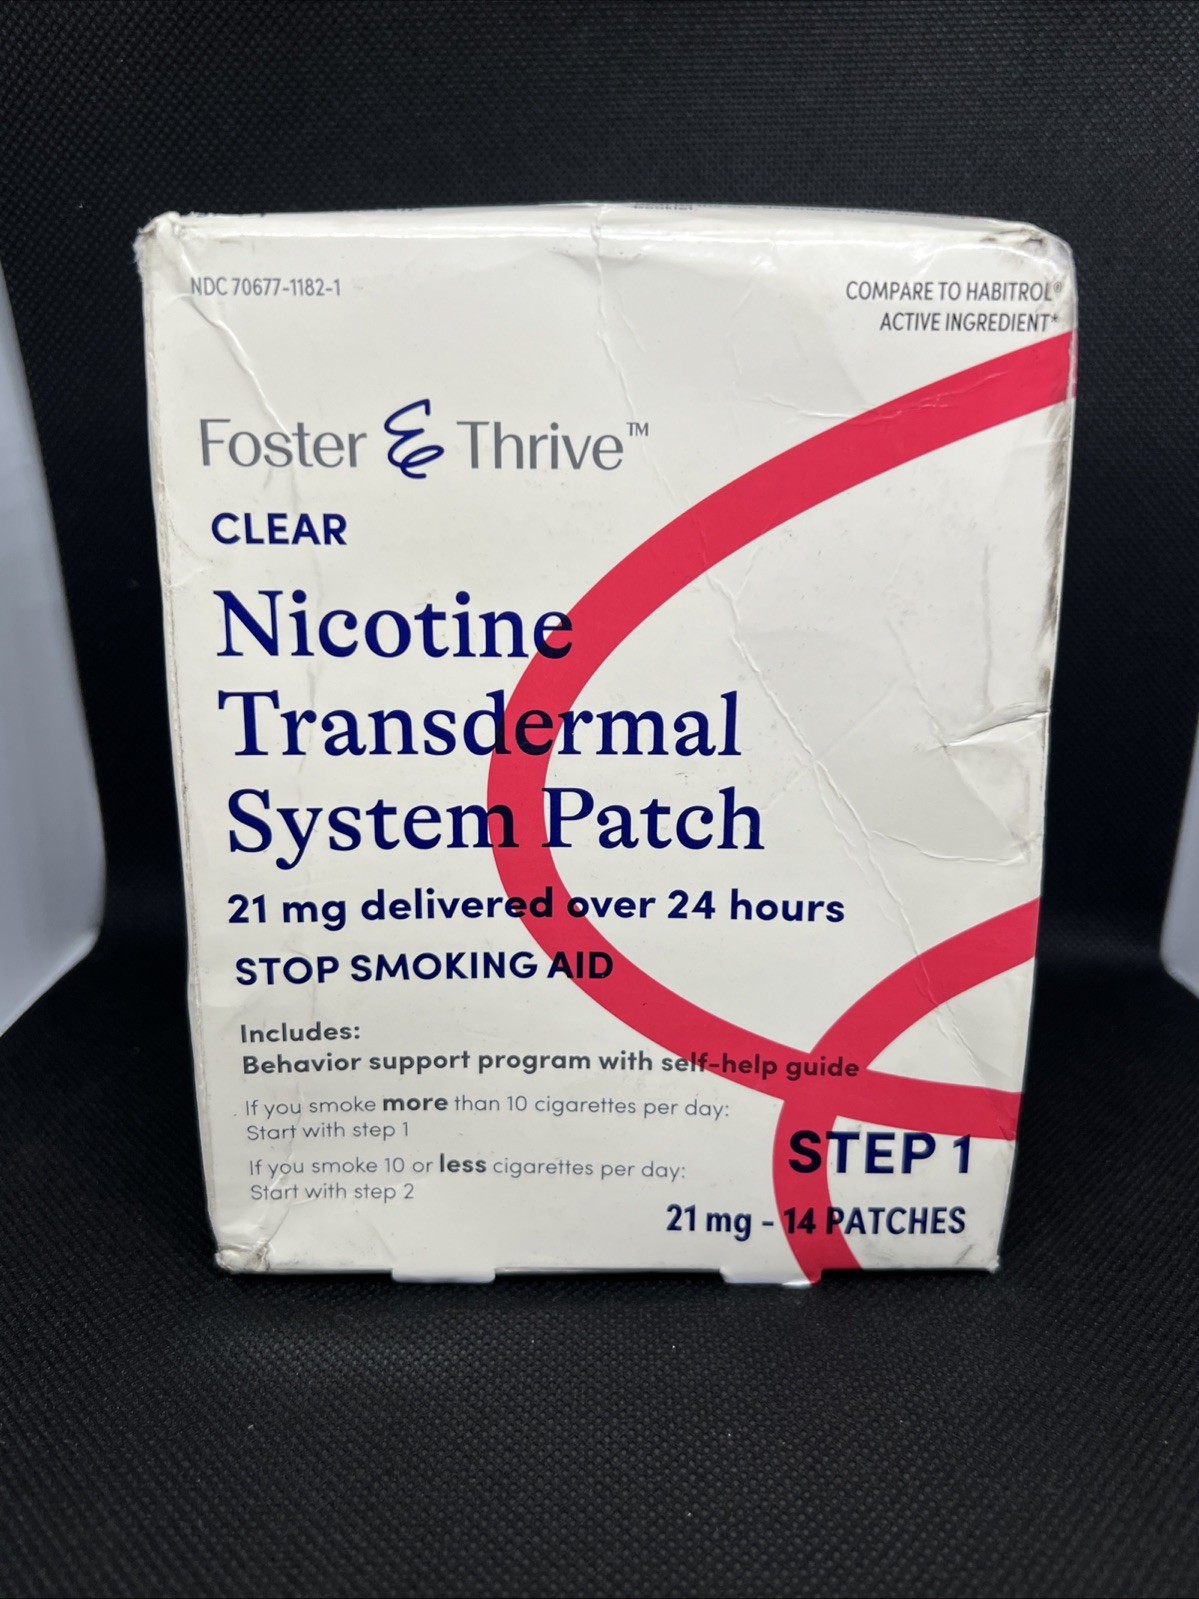 NDC 70677-1182-1
COMPARE TO HABITROL®
ACTIVE INGREDIENT*
Foster & Thrive™
CLEAR
Nicotine
Transdermal
System Patch
21 mg delivered over 24 hours
STOP SMOKING AID
Includes:
Behavior support program with self-help guide
If you smoke more than 10 cigarettes per day:
Start with step 1
If you smoke 10 or less cigarettes per day:
Start with step 2
STEP 1
21 mg - 14 PATCHES